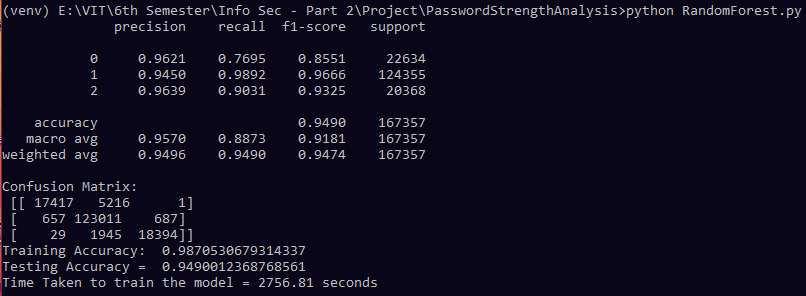 (venv) E:\VIT\6th Semester\Info Sec - Part 2\Project\PasswordStrengthAnalysis>python RandomForest.py
precision recall f1-score support
0 0.9621 0.7695 0.8551 22634
1 0.9450 0.9892 0.9666 124355
2 0.9639 0.9031 0.9325 20368
accuracy 0.9490 167357
macro avg 0.9570 0.8873 0.9181 167357
weighted avg 0.9496 0.9490 0.9474 167357
Confusion Matrix:
[[ 17417 5216 1]
[ 657 123011 687]
[ 29 1945 18394]]
Training Accuracy: 0.9870530679314337
Testing Accuracy = 0.9490012368768561
Time Taken to train the model = 2756.81 seconds